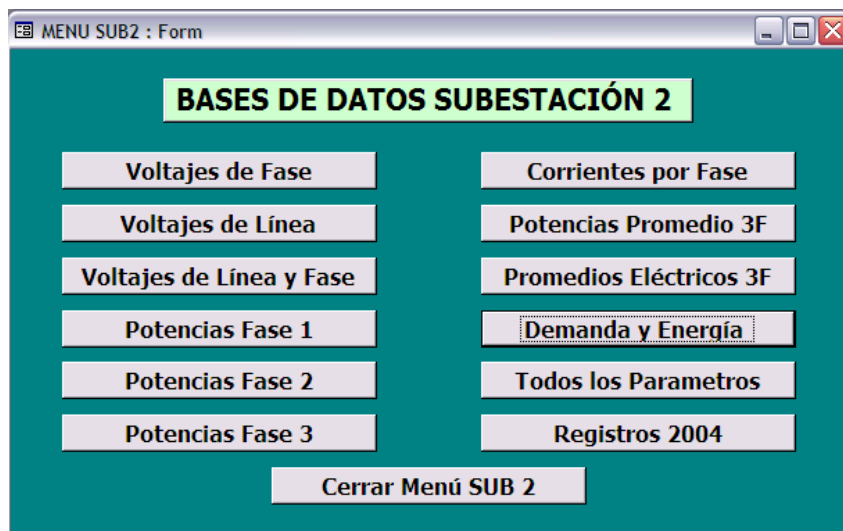 MENU SUB2 : Form
BASES DE DATOS SUBESTACIÓN 2
Voltajes de Fase
Corrientes por Fase
Voltajes de Línea
Potencias Promedio 3F
Voltajes de Línea y Fase
Promedios Eléctricos 3F
Potencias Fase 1
Demanda y Energía
Potencias Fase 2
Todos los Parametros
Potencias Fase 3
Registros 2004
Cerrar Menú SUB 2